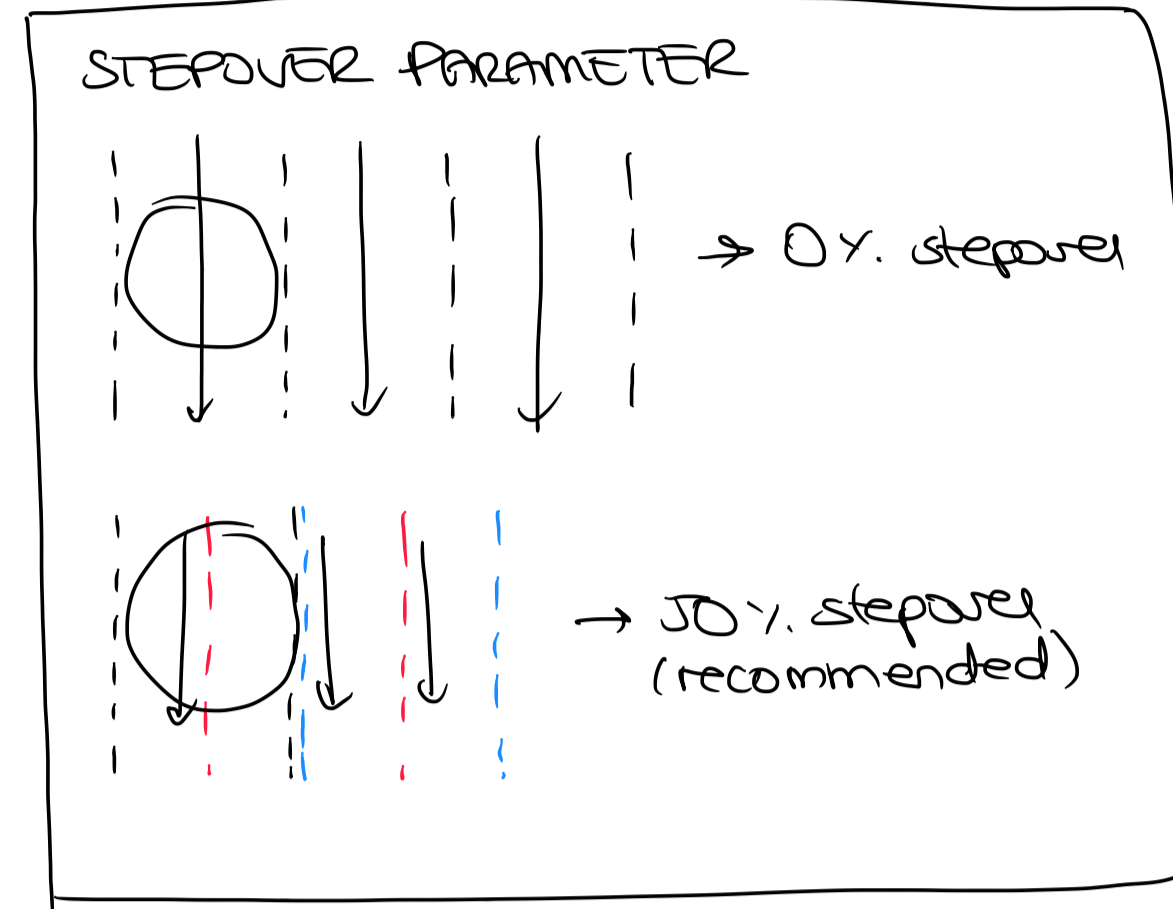 STEPOVER PARAMETER
→ 0%. stepover
→ 50%. stepover
(recommended)